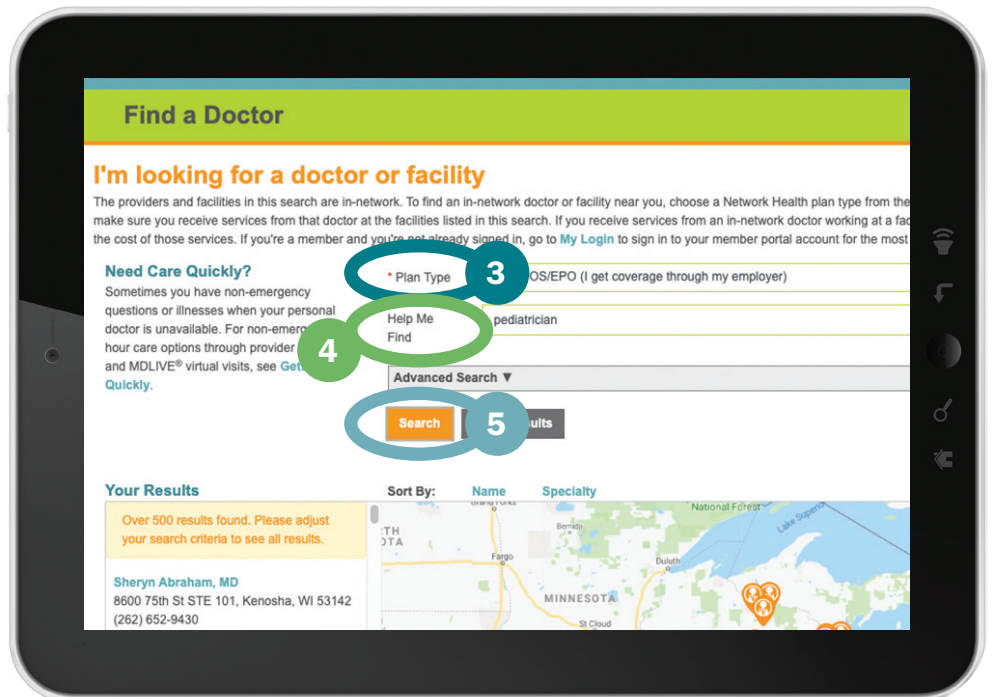 Find a Doctor
I'm looking for a doctor or facility
The providers and facilities in this search are in-network. To find an in-network doctor or facility near you, choose a Network Health plan type from the
make sure you receive services from that doctor at the facilities listed in this search. If you receive services from an in-network doctor working at a
the cost of those services. If you're a member and you're not already signed in, go to My Login to sign in to your member portal account for the most
Need Care Quickly?
Sometimes you have non-emergency
questions or illnesses when your personal
doctor is unavailable. For
hour care options through provider
and MDLIVE® virtual visits, see
Quickly.
* Plan Type
3
OS/EPO (I get coverage through my employer)
Help Me
Find
pediatrician
4
Advanced Search ▼
Search
5
Your Results
Sort By: Name Specialty
Over 500 results found. Please adjust
your search criteria to see all results.
Sheryn Abraham, MD
8600 75th St STE 101, Kenosha, WI 53142
(262) 652-9430
National Forest
Lake Superior
Bemidji
Fargo
Duluth
MINNESOTA
St Cloud